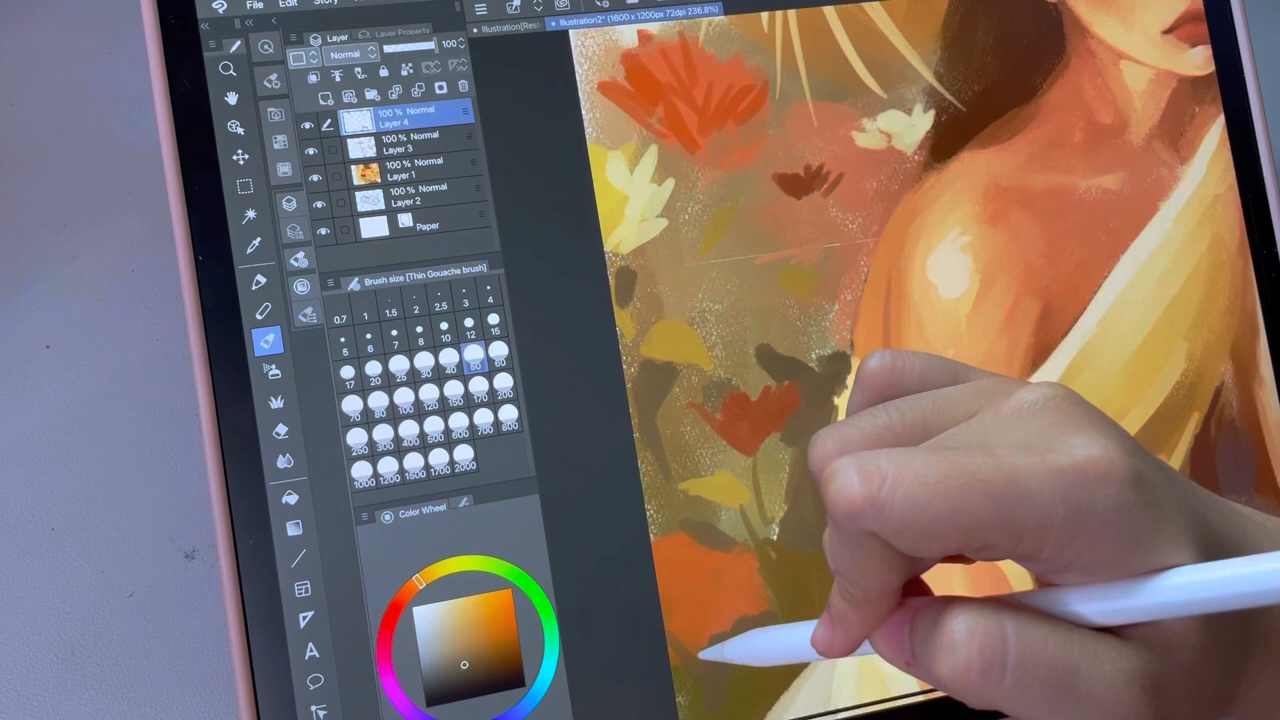 File Edit Story
Illustration[Res
Illustration2* (1600 x 1200px 72dpi 236.8%)
Layer Layer Property
Normal 100
100 % Normal
Layer 4
100 % Normal
Layer 3
100 % Normal
Layer 1
100 % Normal
Layer 2
Paper
Brush size [Thin Gouache brush]
0.7 1 1.5 2 2.5 3 4
5 6 7 8 10 12 15
17 20 25 30 40 50 60
70 80 100 120 150 170 200
250 300 400 500 600 700 800
1000 1200 1500 1700 2000
Color Wheel
A